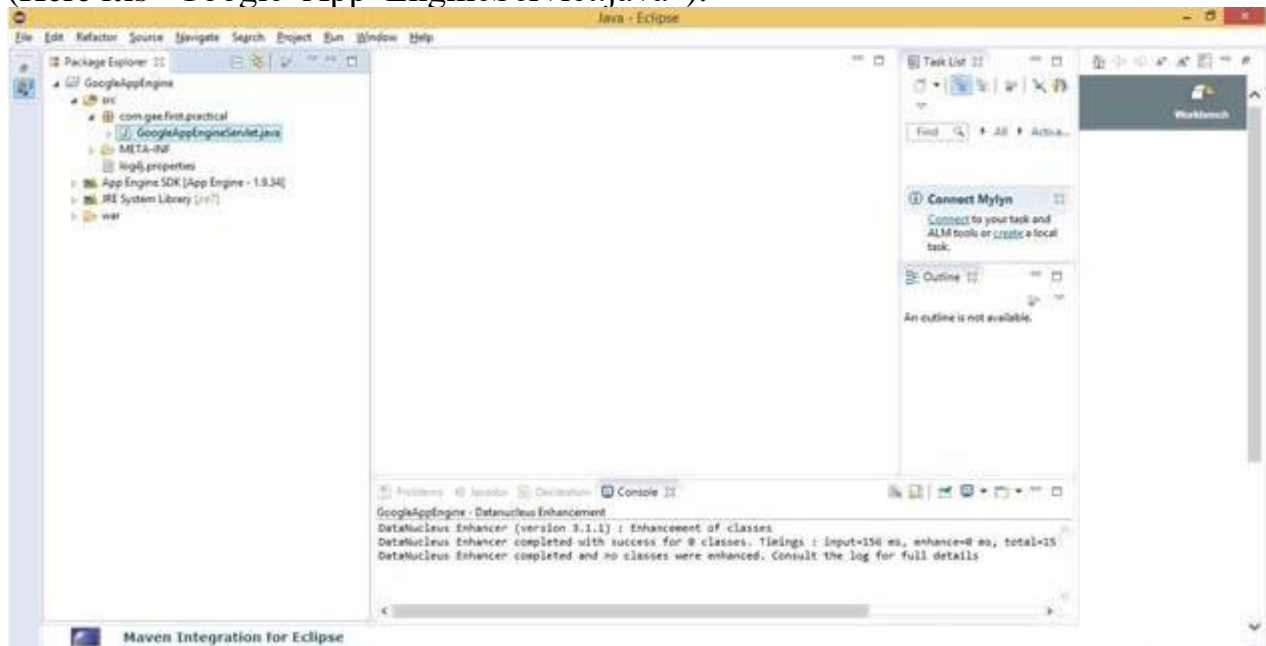 Java - Eclipse
File Edit Refactor Source Navigate Search Project Run Window Help
Package Explorer
GoogleAppEngine
src
com.gae.first.practical
GoogleAppEngineServlet.java
META-INF
log4j.properties
App Engine SDK [App Engine - 1.9.34]
JRE System Library [jre7]
war
Task List
Find All Activa...
Connect Mylyn
Connect to your task and
ALM tools or create a local
task.
Outline
An outline is not available.
Workbench
Problems Javadoc Declaration Console
GoogleAppEngine - Datanucleus Enhancement
DataNucleus Enhancer (version 3.1.1) : Enhancement of classes
DataNucleus Enhancer completed with success for 0 classes. Timings : input=156 ms, enhance=0 ms, total=15
DataNucleus Enhancer completed and no classes were enhanced. Consult the log for full details
Maven Integration for Eclipse